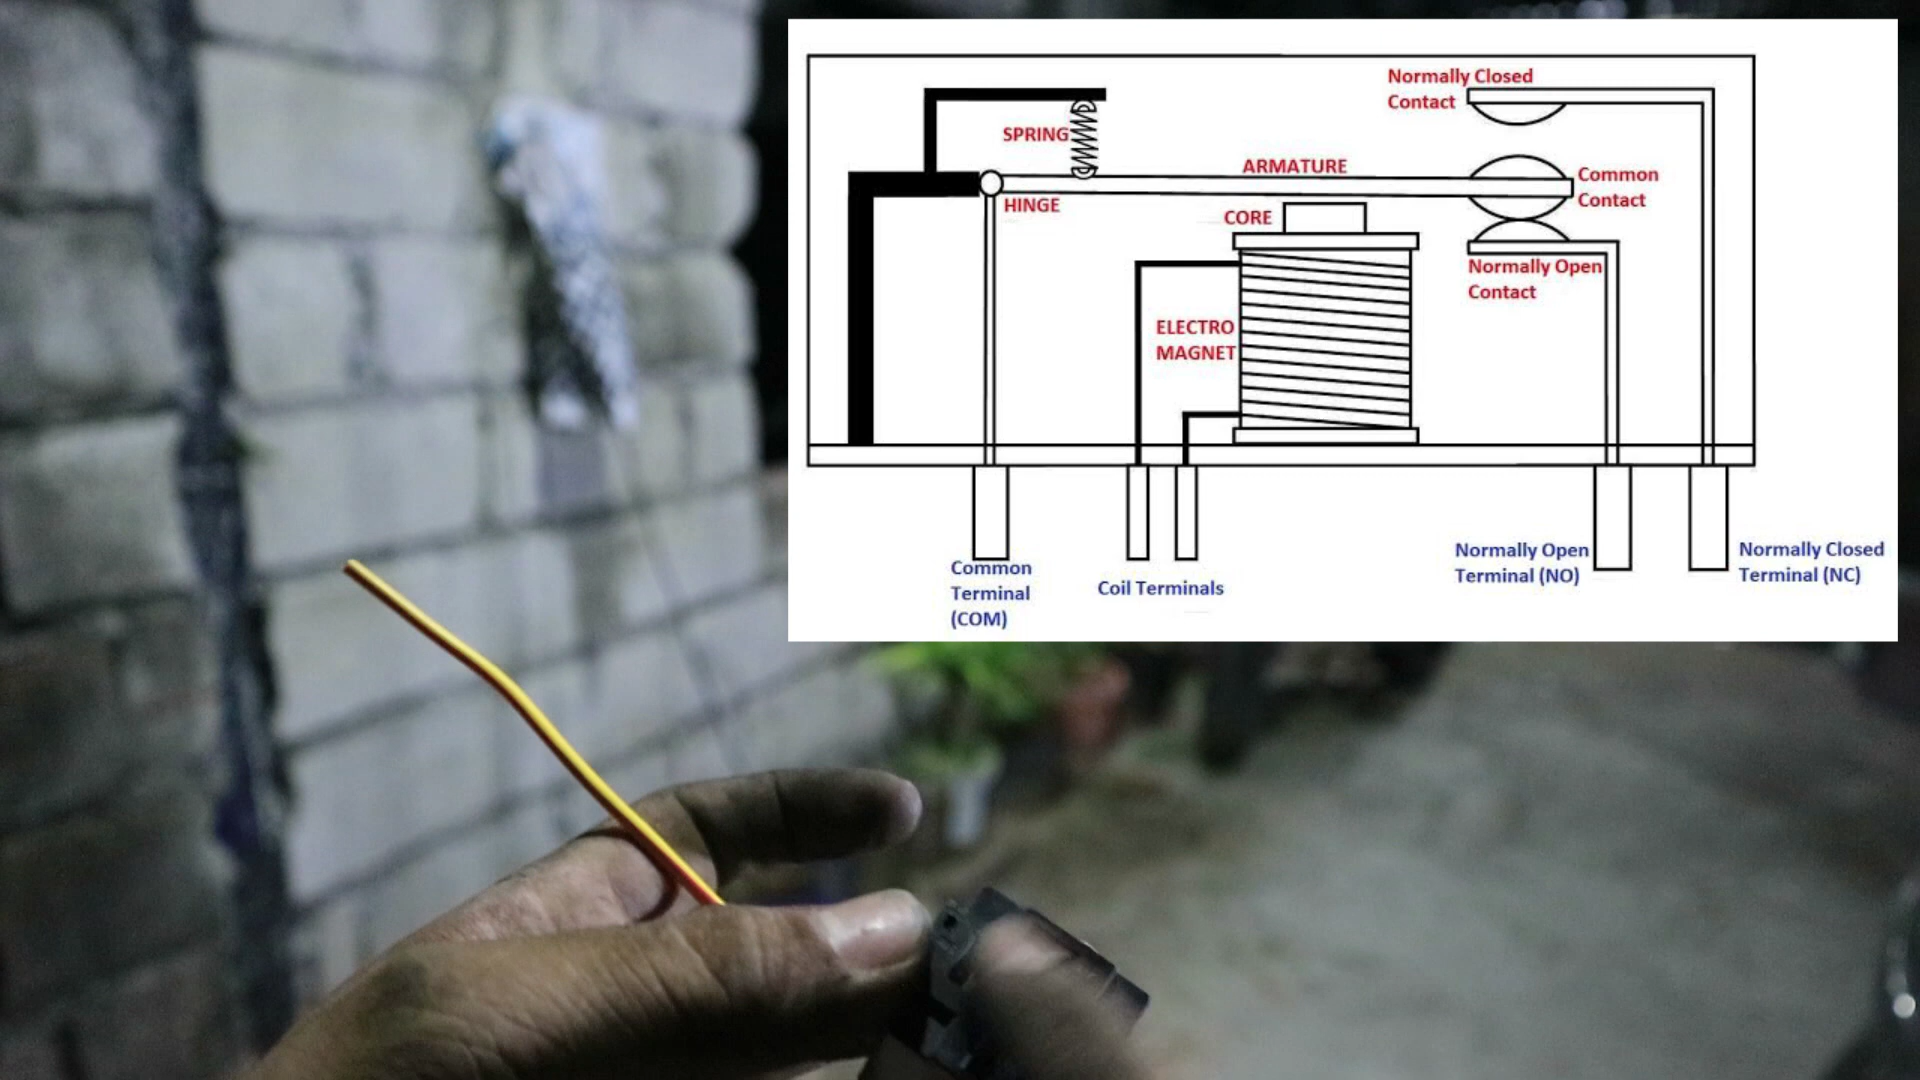 Normally Closed
Contact
SPRING
ARMATURE
Common
Contact
HINGE
CORE
Normally Open
Contact
ELECTRO
MAGNET
Common
Terminal
(COM)
Coil Terminals
Normally Open
Terminal (NO)
Normally Closed
Terminal (NC)